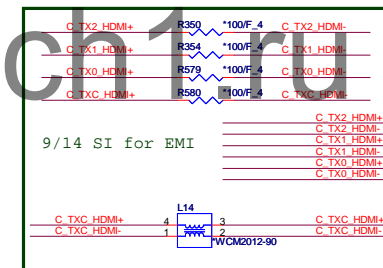 C_TX2_HDMI+ R350 *100/F_4 C_TX2_HDMI-
C_TX1_HDMI+ R354 *100/F_4 C_TX1_HDMI-
C_TX0_HDMI+ R579 *100/F_4 C_TX0_HDMI-
C_TXC_HDMI+ R580 *100/F_4 C_TXC_HDMI-
ch1.ru
C_TX2_HDMI+
C_TX2_HDMI-
C_TX1_HDMI+
C_TX1_HDMI-
C_TX0_HDMI+
C_TX0_HDMI-
9/14 SI for EMI
L14
C_TXC_HDMI+ 4 3 C_TXC_HDMI+
C_TXC_HDMI- 1 2 C_TXC_HDMI-
*WCM2012-90